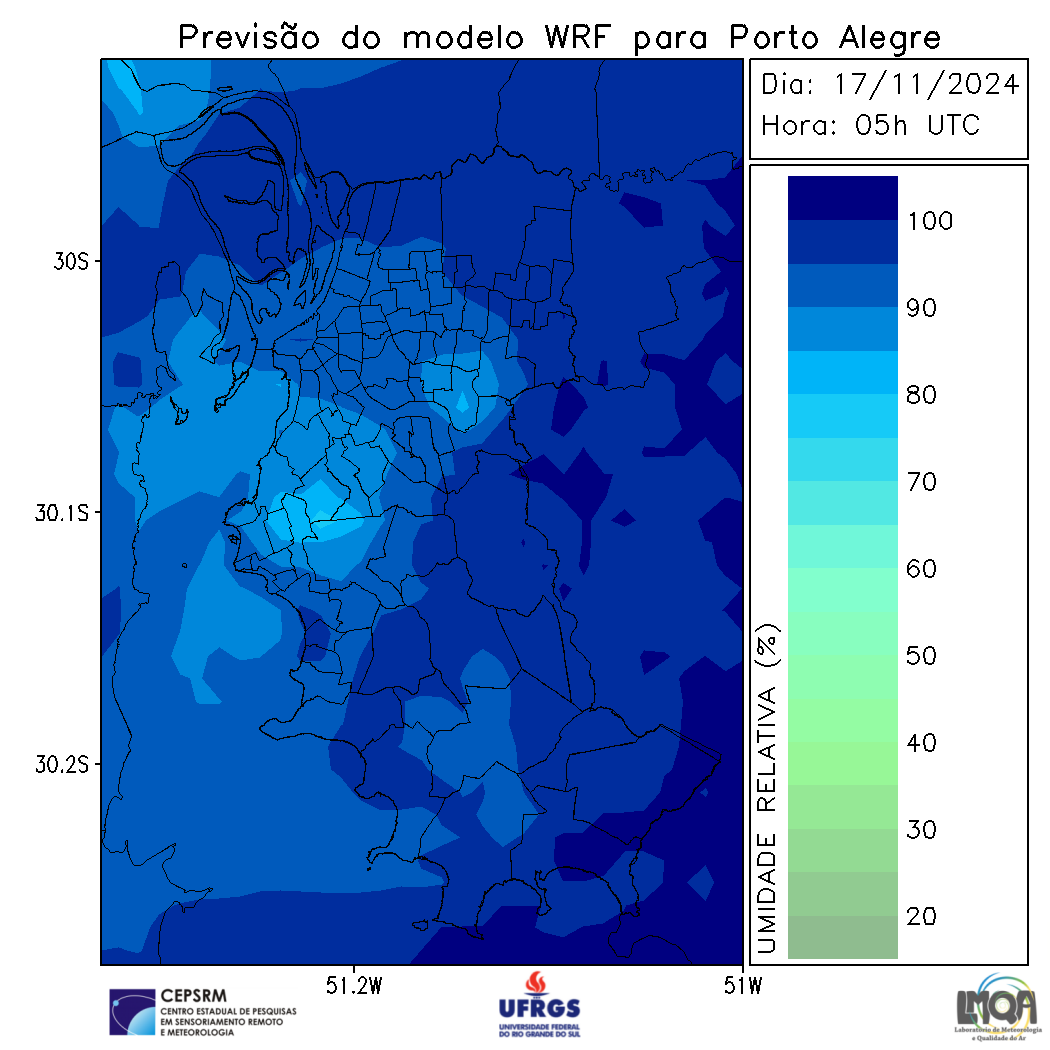 Previsão do modelo WRF para Porto Alegre
Dia: 17/11/2024
Hora: 05h UTC
30S
30.1S
30.2S
51.2W
51W
100
90
80
70
60
50
40
30
20
UMIDADE RELATIVA (%)
CEPSRM
CENTRO ESTADUAL DE PESQUISAS
EM SENSORIAMENTO REMOTO
E METEOROLOGIA
UFRGS
UNIVERSIDADE FEDERAL
DO RIO GRANDE DO SUL
LMQA
Laboratório de Meteorologia
e Qualidade do Ar